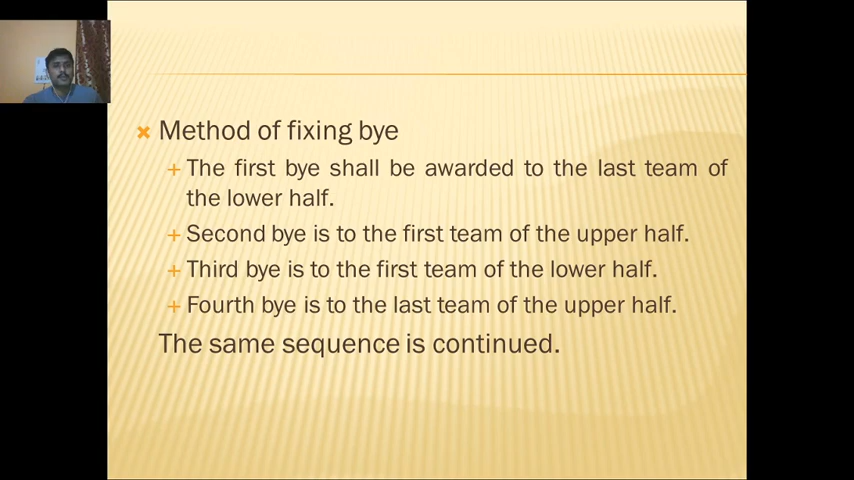 Method of fixing bye
The first bye shall be awarded to the last team of
the lower half.
Second bye is to the first team of the upper half.
Third bye is to the first team of the lower half.
Fourth bye is to the last team of the upper half.
The same sequence is continued.